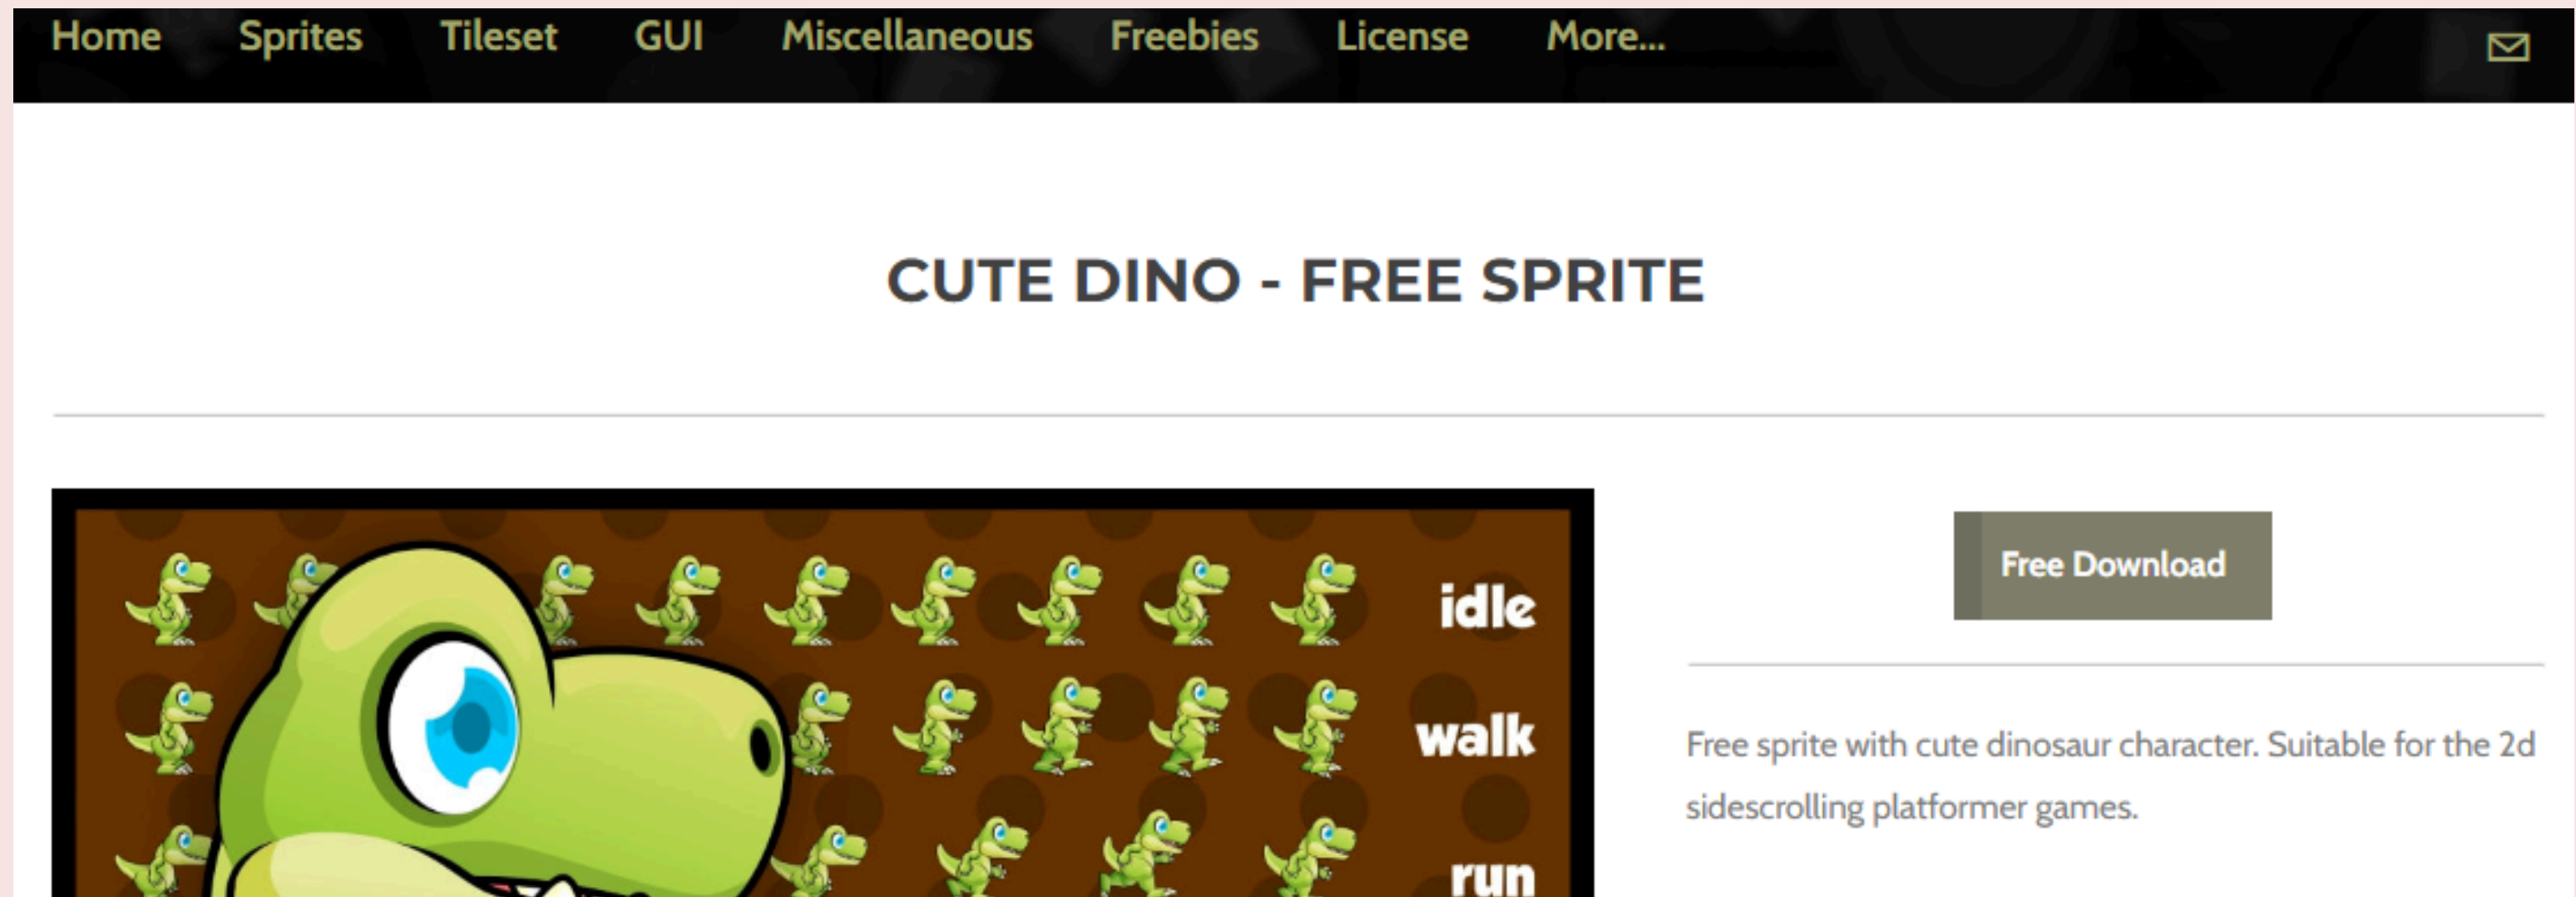 Home Sprites Tileset GUI Miscellaneous Freebies License More...
CUTE DINO - FREE SPRITE
idle
walk
run
Free Download
Free sprite with cute dinosaur character. Suitable for the 2d
sidescrolling platformer games.